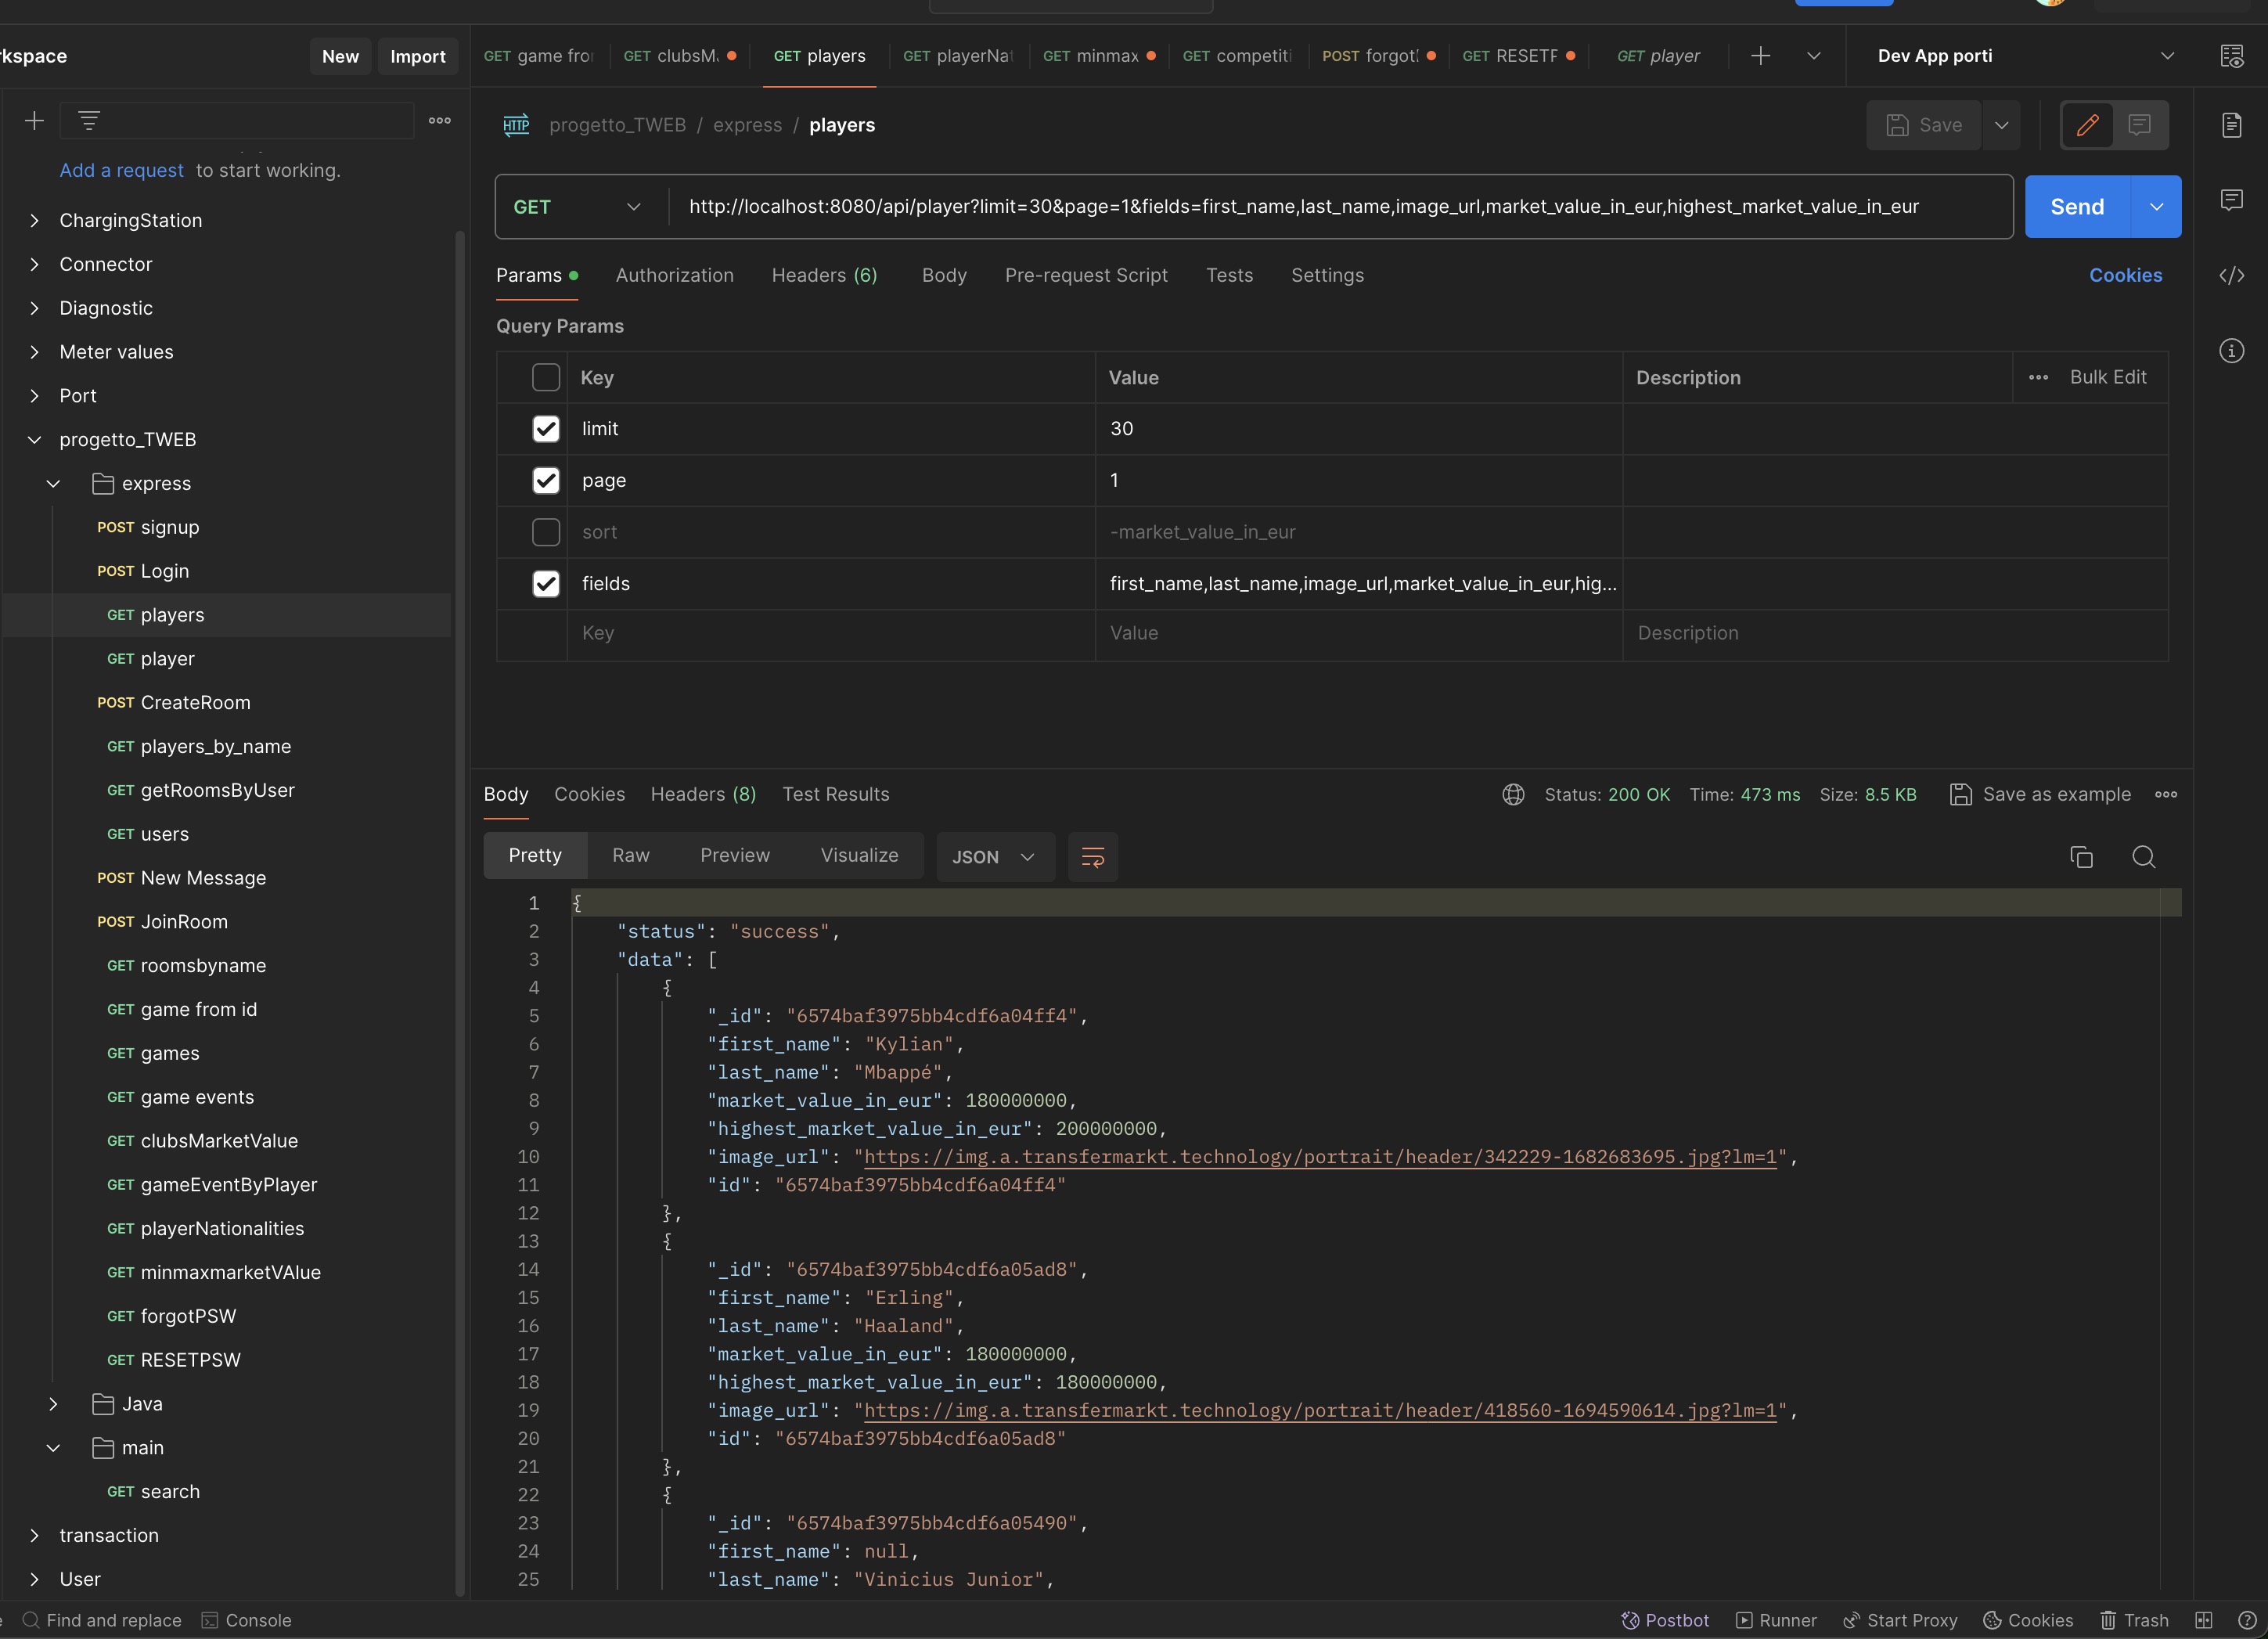 rkspace
New
Import
GET game fro
GET clubsM
GET players
GET playerNa
GET minmax
GET competiti
POST forgot
GET RESETP
GET player
Dev App porti
Add a request to start working.
ChargingStation
Connector
Diagnostic
Meter values
Port
progetto_TWEB
express
POST signup
POST Login
GET players
GET player
POST CreateRoom
GET players_by_name
GET getRoomsByUser
GET users
POST New Message
POST JoinRoom
GET roomsbyname
GET game from id
GET games
GET game events
GET clubsMarketValue
GET gameEventByPlayer
GET playerNationalities
GET minmaxmarketVAlue
GET forgotPSW
GET RESETPSW
Java
main
GET search
transaction
User
HTTP progetto_TWEB / express / players
Save
GET http://localhost:8080/api/player?limit=30&page=1&fields=first_name,last_name,image_url,market_value_in_eur,highest_market_value_in_eur
Send
Params Authorization Headers (6) Body Pre-request Script Tests Settings Cookies
Query Params
Key Value Description ••• Bulk Edit
limit 30
page 1
sort -market_value_in_eur
fields first_name,last_name,image_url,market_value_in_eur,hig...
Key Value Description
Body Cookies Headers (8) Test Results Status: 200 OK Time: 473 ms Size: 8.5 KB Save as example
Pretty Raw Preview Visualize JSON
1 {
2 "status": "success",
3 "data": [
4 {
5 "_id": "6574baf3975bb4cdf6a04ff4",
6 "first_name": "Kylian",
7 "last_name": "Mbappé",
8 "market_value_in_eur": 180000000,
9 "highest_market_value_in_eur": 200000000,
10 "image_url": "https://img.a.transfermarkt.technology/portrait/header/342229-1682683695.jpg?lm=1",
11 "id": "6574baf3975bb4cdf6a04ff4"
12 },
13 {
14 "_id": "6574baf3975bb4cdf6a05ad8",
15 "first_name": "Erling",
16 "last_name": "Haaland",
17 "market_value_in_eur": 180000000,
18 "highest_market_value_in_eur": 180000000,
19 "image_url": "https://img.a.transfermarkt.technology/portrait/header/418560-1694590614.jpg?lm=1",
20 "id": "6574baf3975bb4cdf6a05ad8"
21 },
22 {
23 "_id": "6574baf3975bb4cdf6a05490",
24 "first_name": null,
25 "last_name": "Vinicius Junior",
Find and replace Console Postbot Runner Start Proxy Cookies Trash